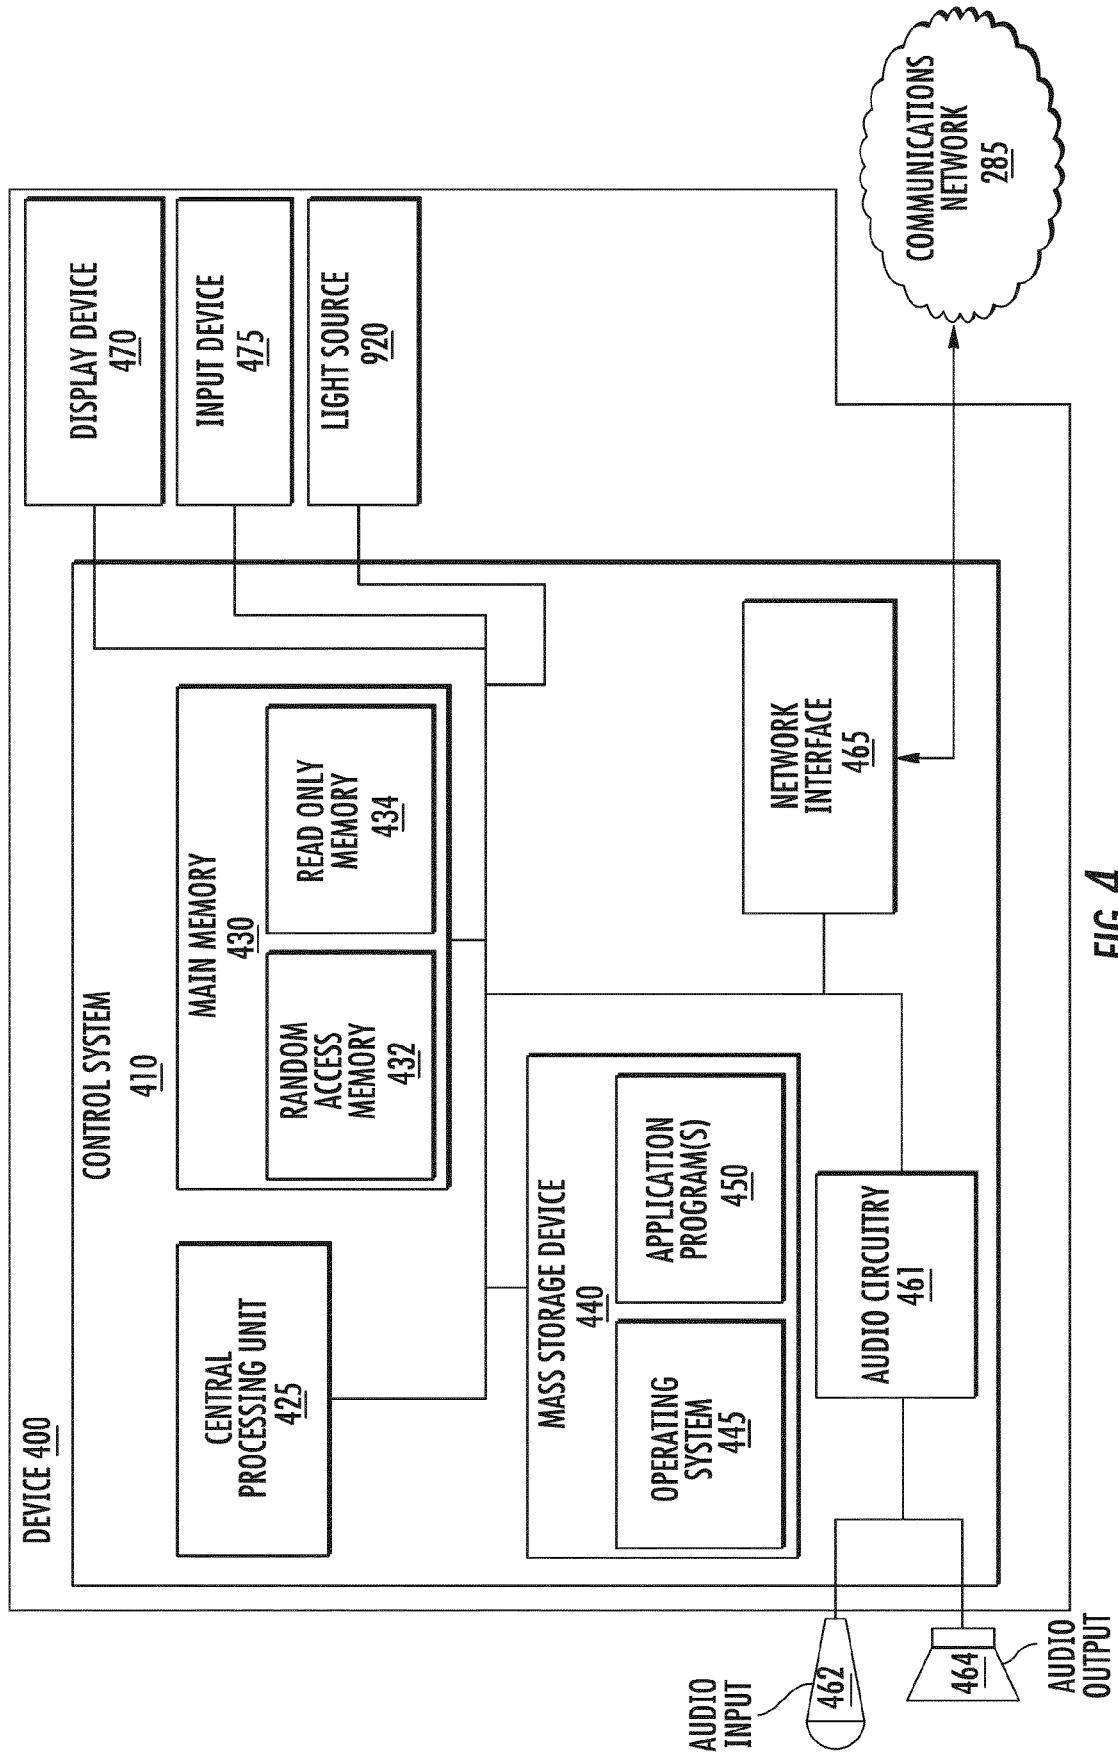 DEVICE 400
CONTROL SYSTEM
410
CENTRAL
PROCESSING UNIT
425
MAIN MEMORY
430
RANDOM
ACCESS
MEMORY
432
READ ONLY
MEMORY
434
DISPLAY DEVICE
470
INPUT DEVICE
475
LIGHT SOURCE
920
MASS STORAGE DEVICE
440
OPERATING
SYSTEM
445
APPLICATION
PROGRAM(S)
450
NETWORK
INTERFACE
465
COMMUNICATIONS
NETWORK
285
AUDIO CIRCUITRY
461
AUDIO
INPUT
462
464
AUDIO
OUTPUT
FIG. 4